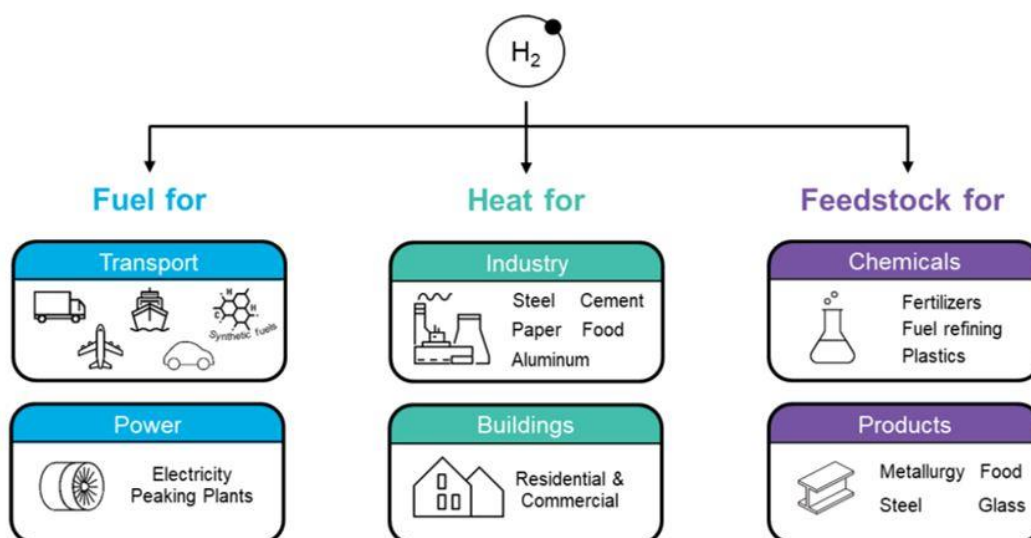 H2
Fuel for
Transport
H
H
C
Synthetic fuels
Power
Electricity
Peaking Plants
Heat for
Industry
Steel Cement
Paper Food
Aluminum
Buildings
Residential &
Commercial
Feedstock for
Chemicals
Fertilizers
Fuel refining
Plastics
Products
Metallurgy Food
Steel Glass